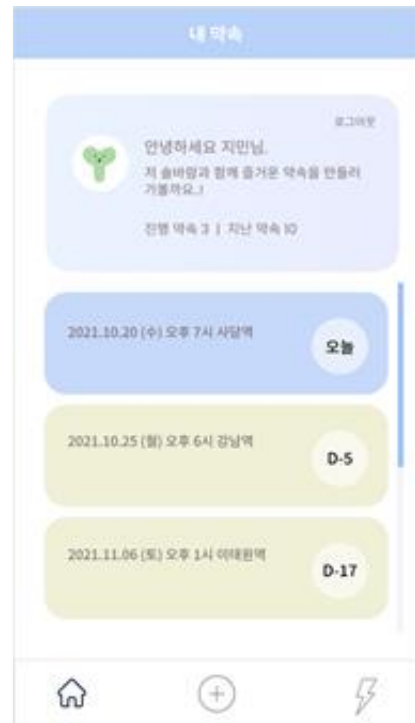 내 약속
로그아웃
안녕하세요 지민님.
저 솔바람과 함께 즐거운 약속을 만들러
가볼까요..!
진행 약속 3 | 지난 약속 10
2021.10.20 (수) 오후 7시 사당역
오늘
2021.10.25 (월) 오후 6시 강남역
D-5
2021.11.06 (토) 오후 1시 이태원역
D-17